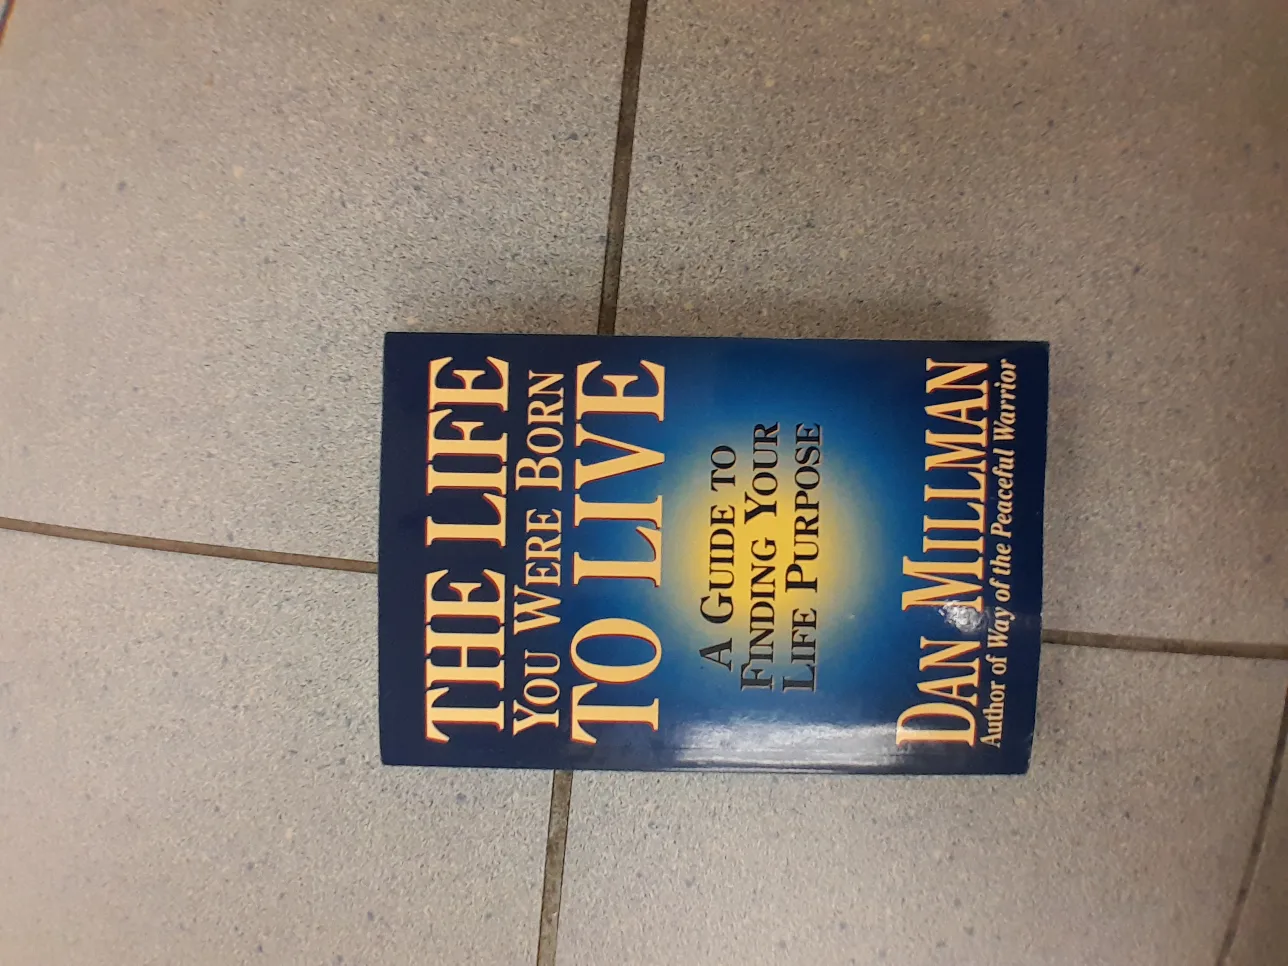 THE LIFE
YOU WERE BORN
TO LIVE
A GUIDE TO
FINDING YOUR
LIFE PURPOSE
DAN MILLMAN
Author of Way of the Peaceful Warrior